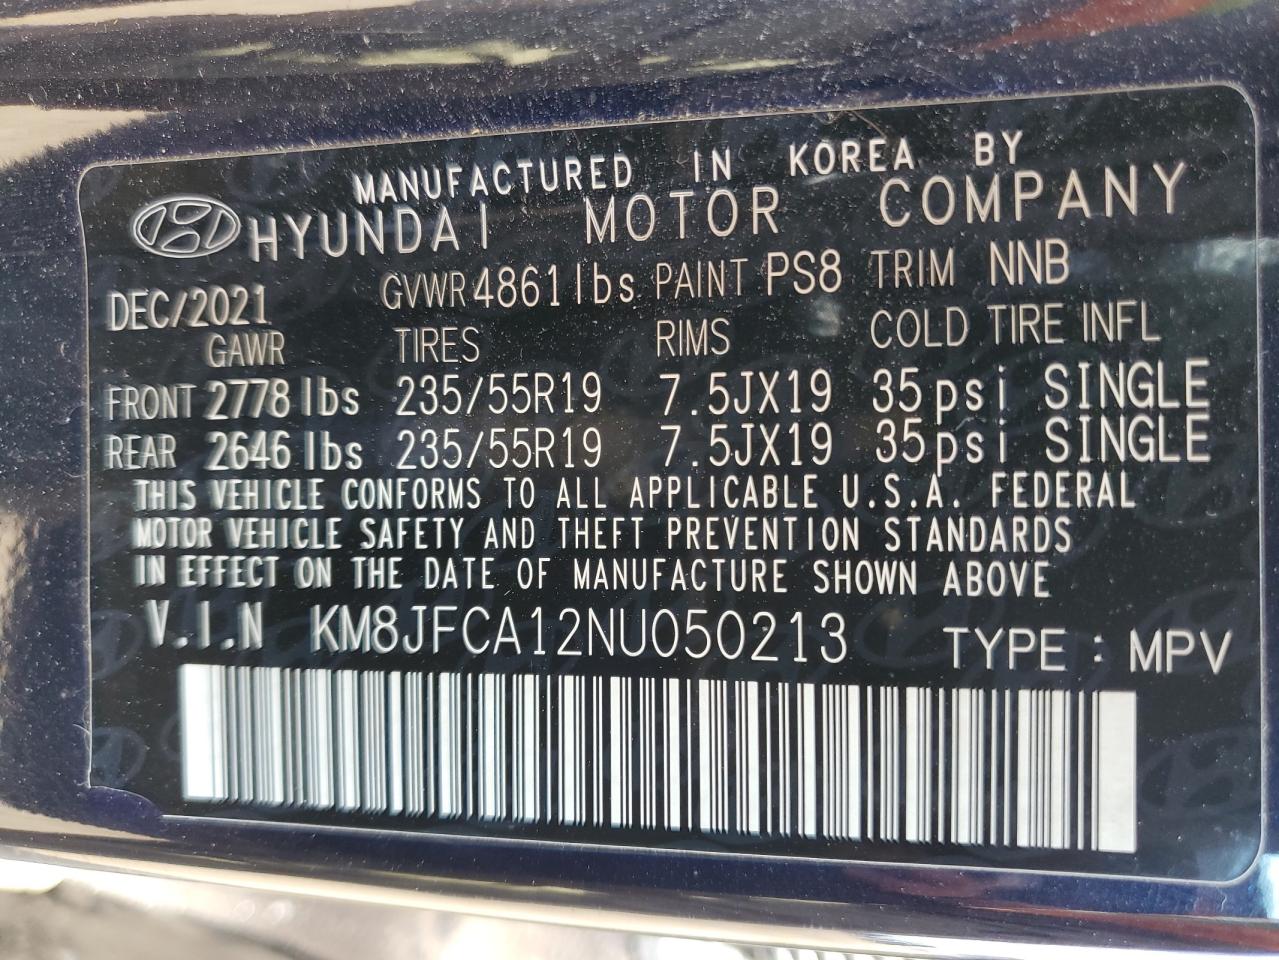 MANUFACTURED IN KOREA BY
HYUNDAI MOTOR COMPANY
DEC/2021 GVWR 4861 lbs PAINT PS8 TRIM NNB
GAWR TIRES RIMS COLD TIRE INFL
FRONT 2778 lbs 235/55R19 7.5JX19 35psi SINGLE
REAR 2646 lbs 235/55R19 7.5JX19 35psi SINGLE
THIS VEHICLE CONFORMS TO ALL APPLICABLE U.S.A. FEDERAL
MOTOR VEHICLE SAFETY AND THEFT PREVENTION STANDARDS
IN EFFECT ON THE DATE OF MANUFACTURE SHOWN ABOVE
V.I.N KM8JFCA12NU050213 TYPE : MPV